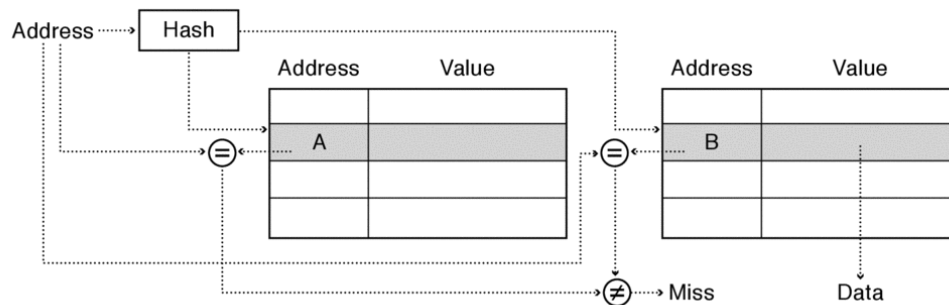 Address
Hash
Address Value
Address Value
A
B
=
=
≠
Miss
Data